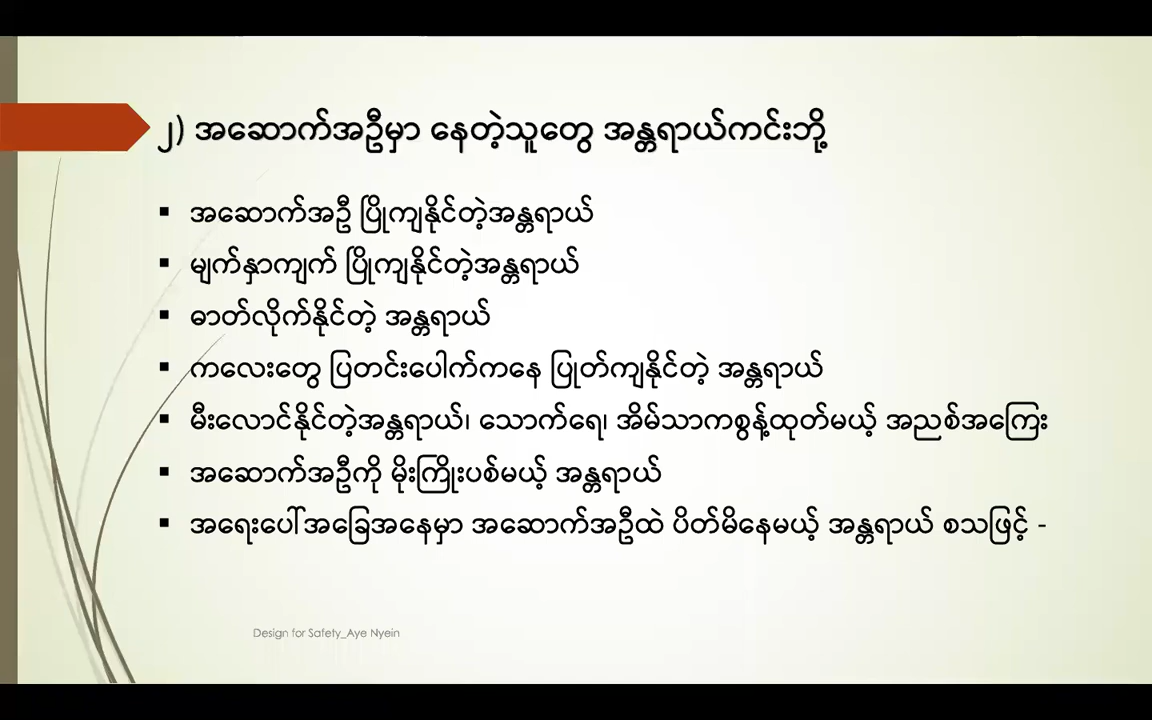 ၂) အဆောက်အဦမှာ နေတဲ့သူတွေ အန္တရာယ်ကင်းဘို့
▪ အဆောက်အဦ ပြိုကျနိုင်တဲ့အန္တရာယ်
▪ မျက်နှာကျက် ပြိုကျနိုင်တဲ့အန္တရာယ်
▪ ဓာတ်လိုက်နိုင်တဲ့ အန္တရာယ်
▪ ကလေးတွေ ပြတင်းပေါက်ကနေ ပြုတ်ကျနိုင်တဲ့ အန္တရာယ်
▪ မီးလောင်နိုင်တဲ့အန္တရာယ်၊ သောက်ရေ၊ အိမ်သာကစွန့်ထုတ်မယ့် အညစ်အကြေး
▪ အဆောက်အဦကို မိုးကြိုးပစ်မယ့် အန္တရာယ်
▪ အရေးပေါ်အခြေအနေမှာ အဆောက်အဦထဲ ပိတ်မိနေမယ့် အန္တရာယ် စသဖြင့် -
Design for Safety_Aye Nyein